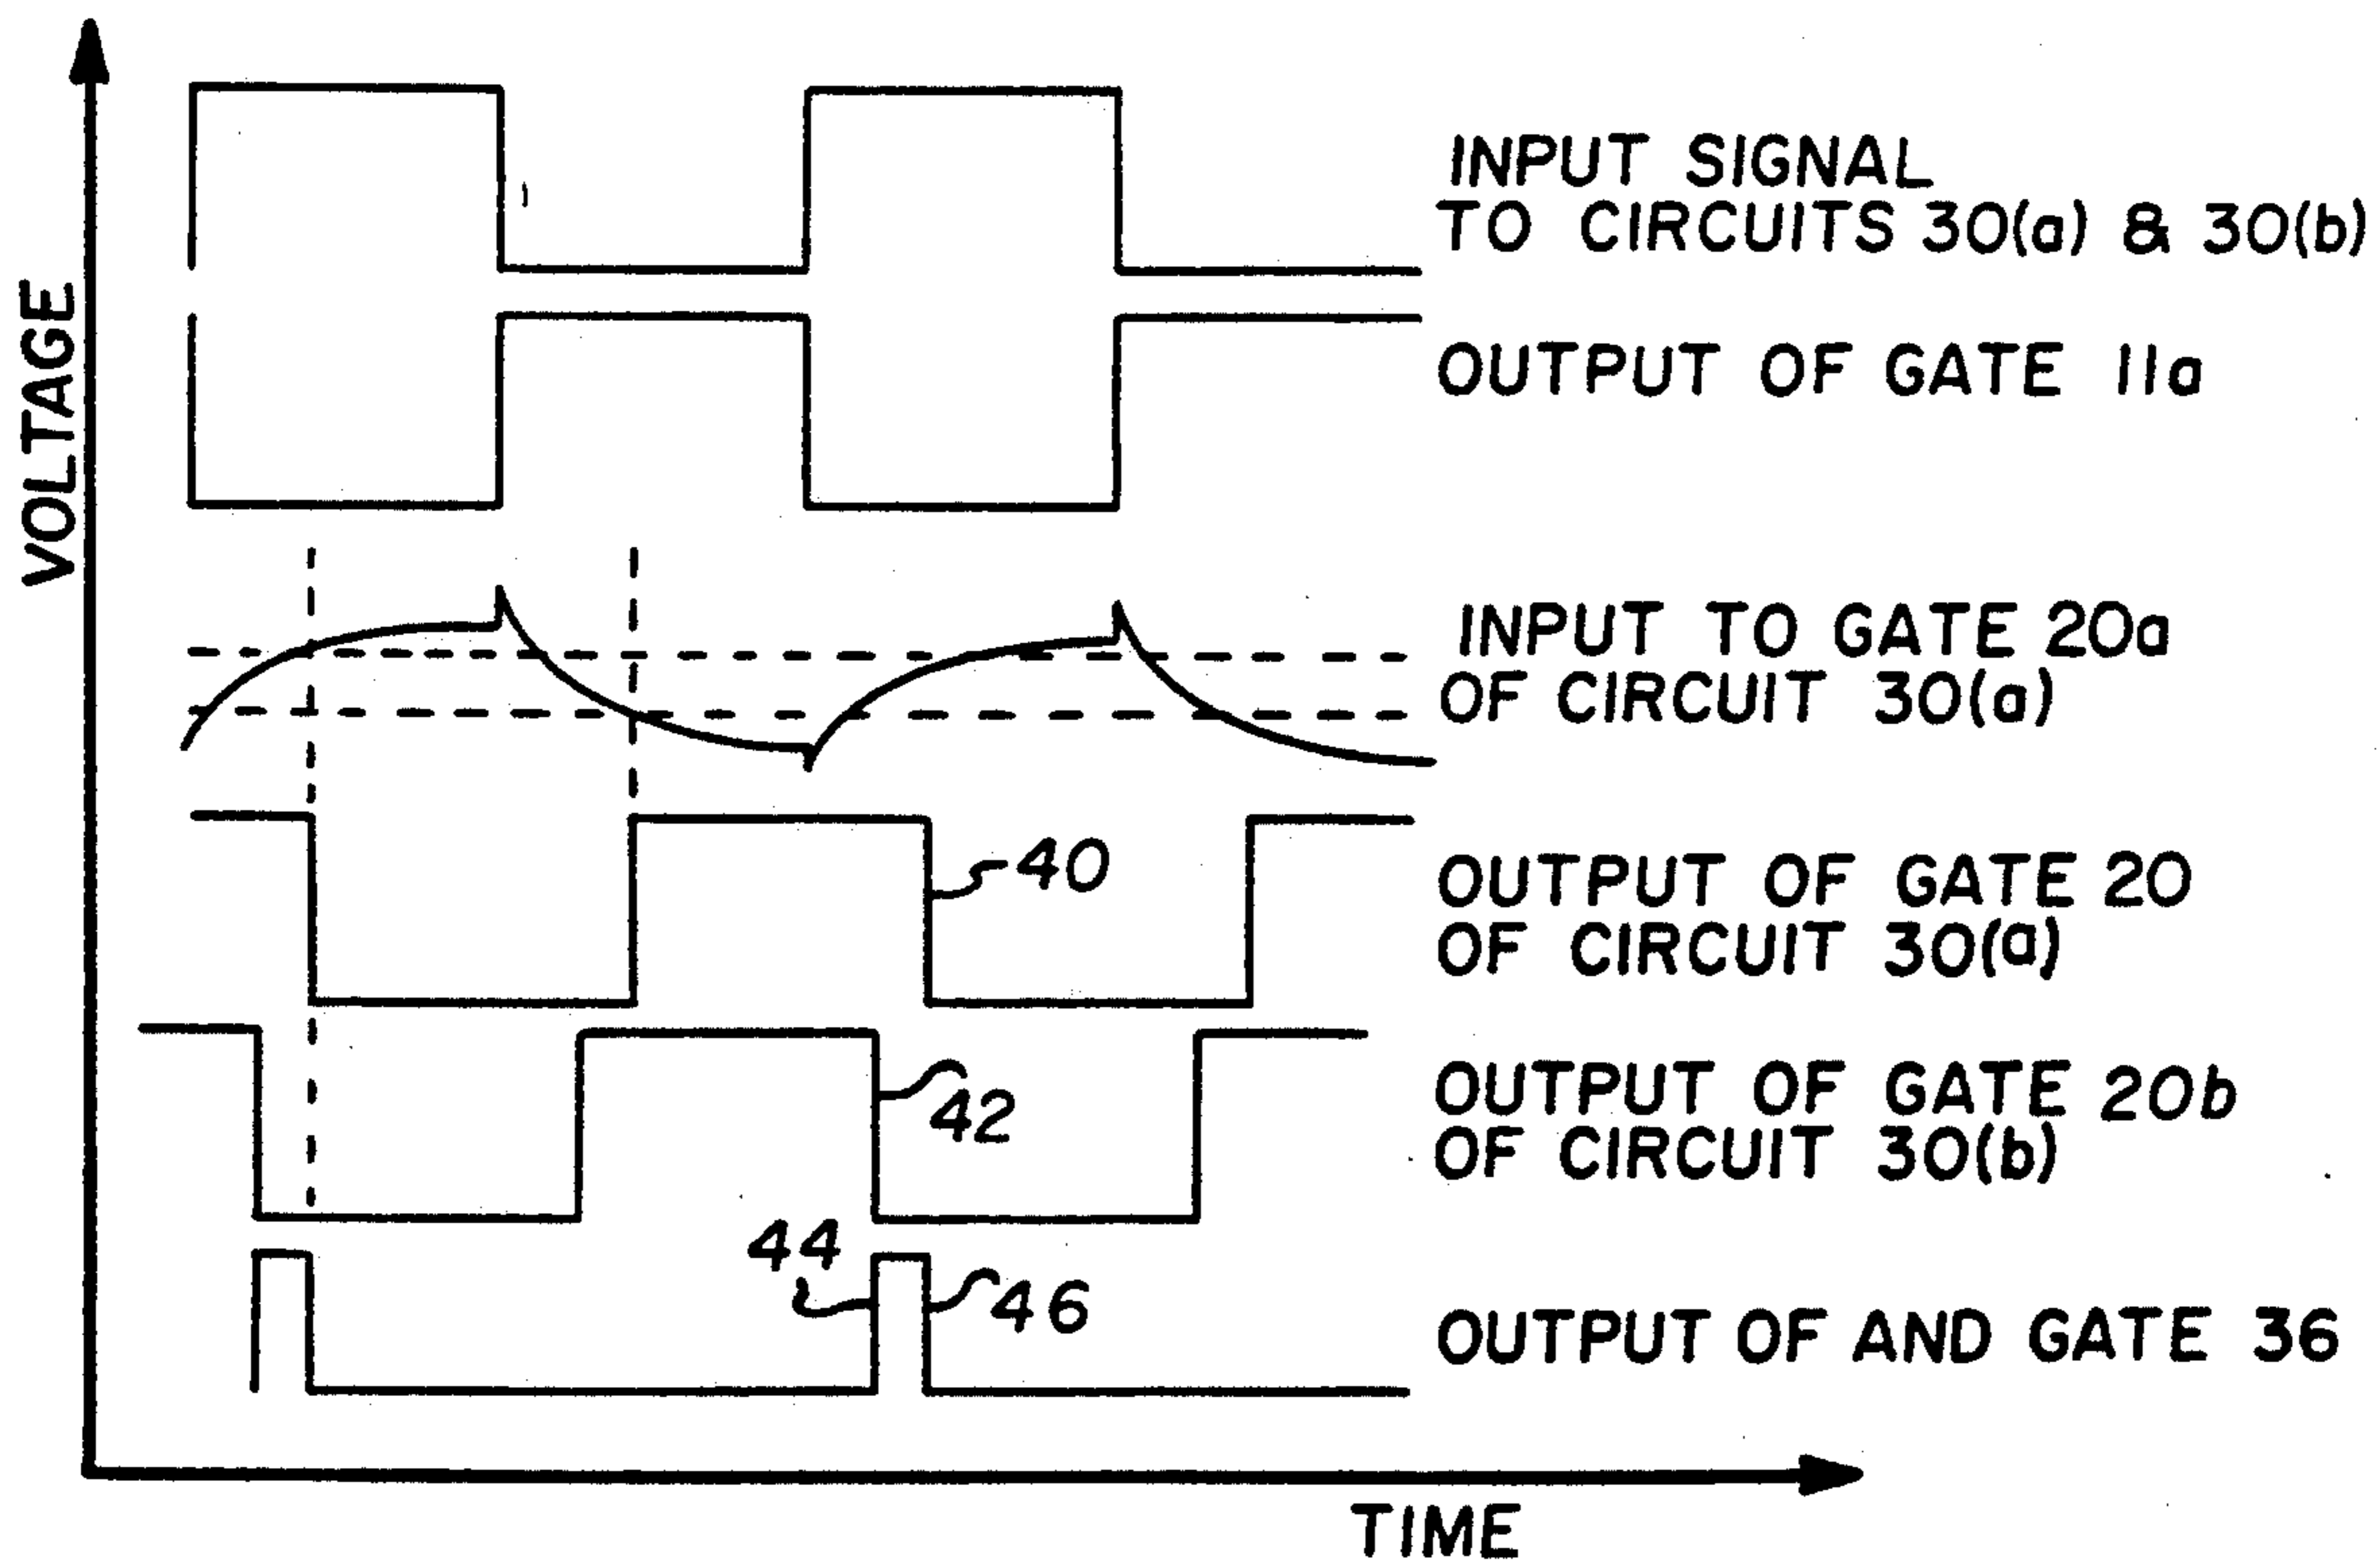 VOLTAGE
INPUT SIGNAL
TO CIRCUITS 30(a) & 30(b)
OUTPUT OF GATE 11a
INPUT TO GATE 20a
OF CIRCUIT 30(a)
40
OUTPUT OF GATE 20
OF CIRCUIT 30(a)
42
OUTPUT OF GATE 20b
OF CIRCUIT 30(b)
44
46
OUTPUT OF AND GATE 36
TIME